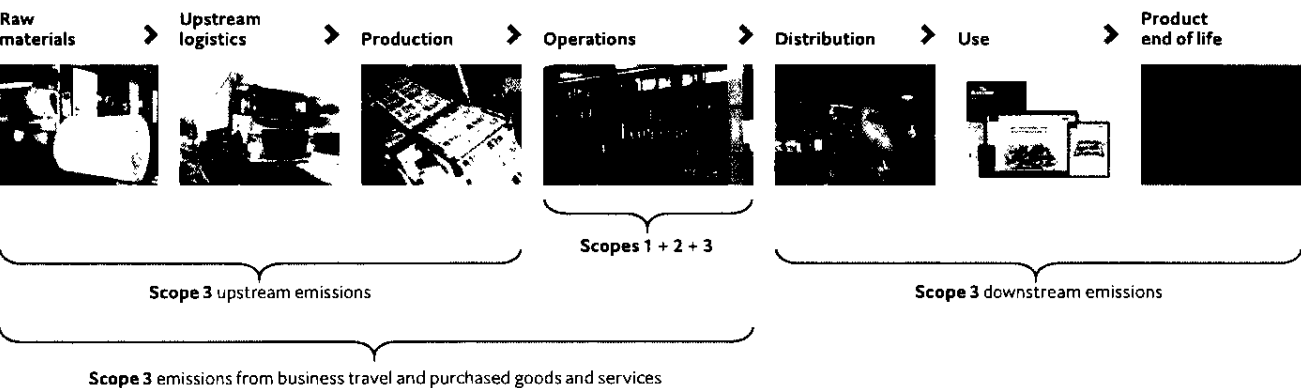 Raw materials
Upstream logistics
Production
Operations
Distribution
Use
Product end of life
Scopes 1 + 2 + 3
Scope 3 upstream emissions
Scope 3 downstream emissions
Scope 3 emissions from business travel and purchased goods and services